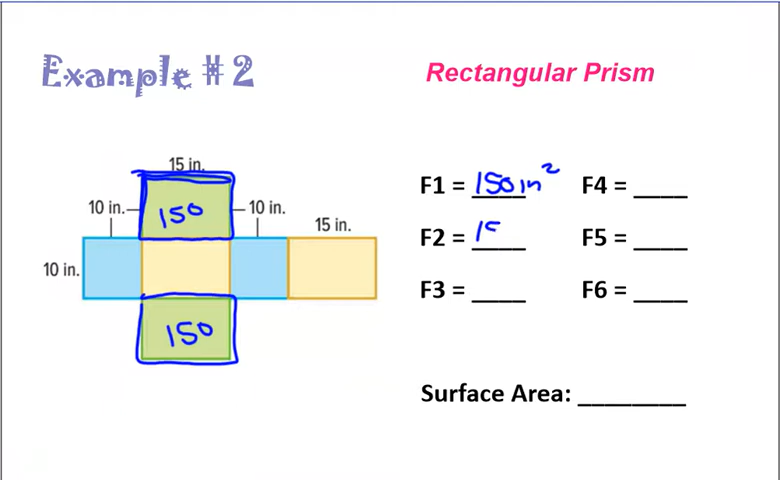 Example # 2
Rectangular Prism
15 in.
10 in.
150
10 in.
15 in.
10 in.
150
F1 = 150 in²
F4 = ____
F2 = 15
F5 = ____
F3 = ____
F6 = ____
Surface Area: ________